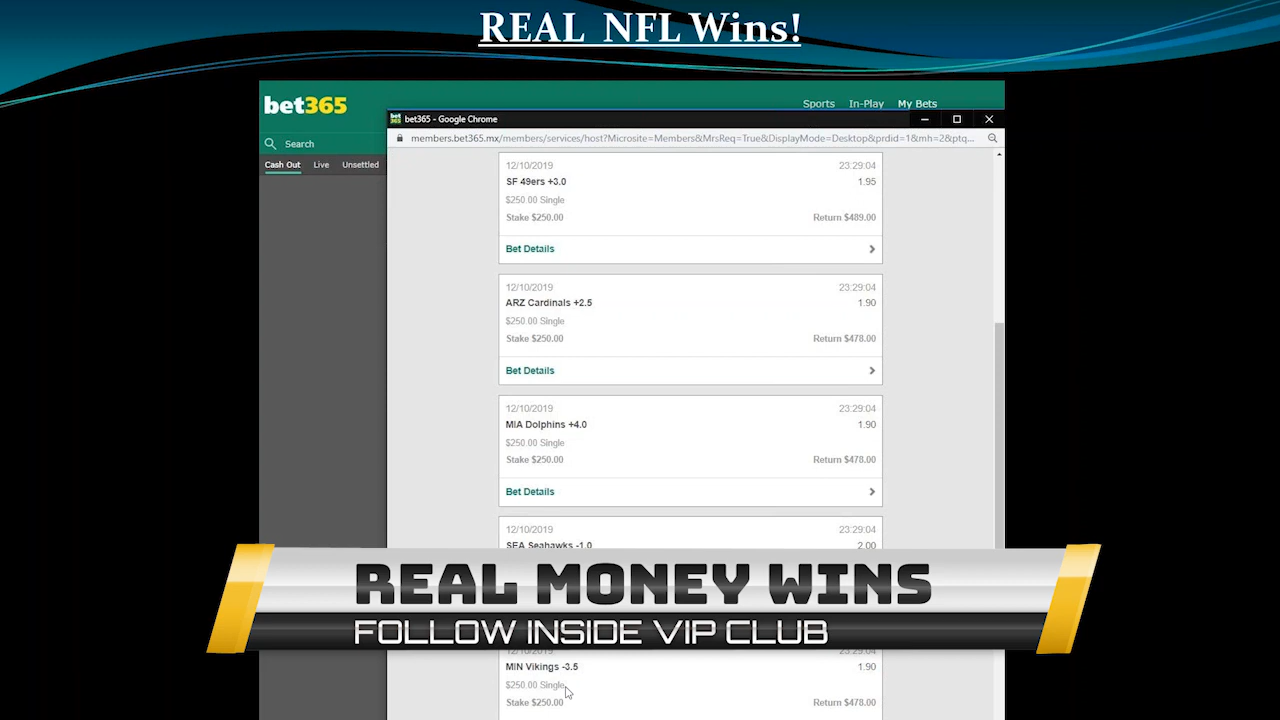 REAL NFL Wins!
bet365
Sports In-Play My Bets
bet365 - Google Chrome
Search
members.bet365.mx/members/services/host?Microsite=Members&MrsReq=True&DisplayMode=Desktop&prdid=1&mh=2&ptq...
Cash Out Live Unsettled
12/10/2019 23:29:04
SF 49ers +3.0 1.95
$250.00 Single
Stake $250.00 Return $489.00
Bet Details
12/10/2019 23:29:04
ARZ Cardinals +2.5 1.90
$250.00 Single
Stake $250.00 Return $478.00
Bet Details
12/10/2019 23:29:04
MIA Dolphins +4.0 1.90
$250.00 Single
Stake $250.00 Return $478.00
Bet Details
12/10/2019 23:29:04
SEA Seahawks -1.0 2.00
REAL MONEY WINS
FOLLOW INSIDE VIP CLUB
12/10/2019 23:29:04
MIN Vikings -3.5 1.90
$250.00 Single
Stake $250.00 Return $478.00